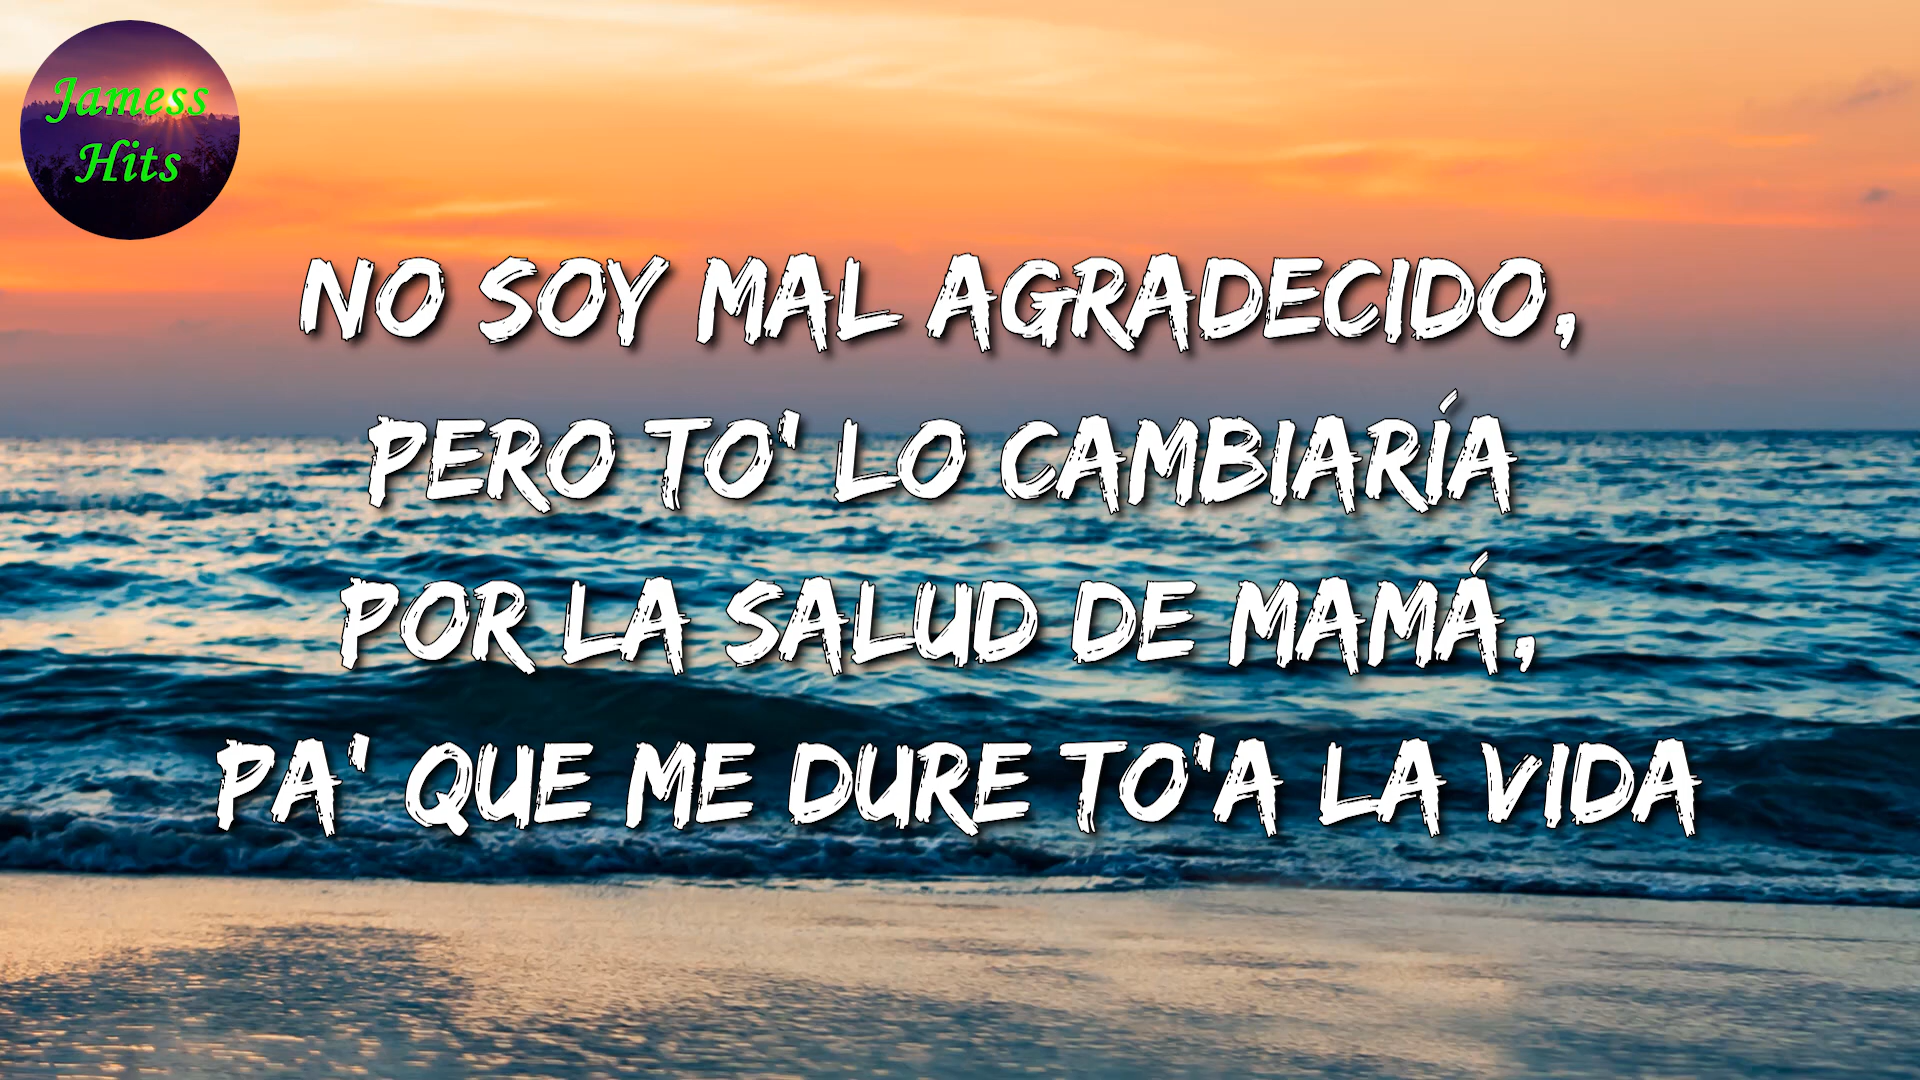 Jamess
Hits
NO SOY MAL AGRADECIDO,
PERO TO' LO CAMBIARÍA
POR LA SALUD DE MAMÁ,
PA' QUE ME DURE TO'A LA VIDA